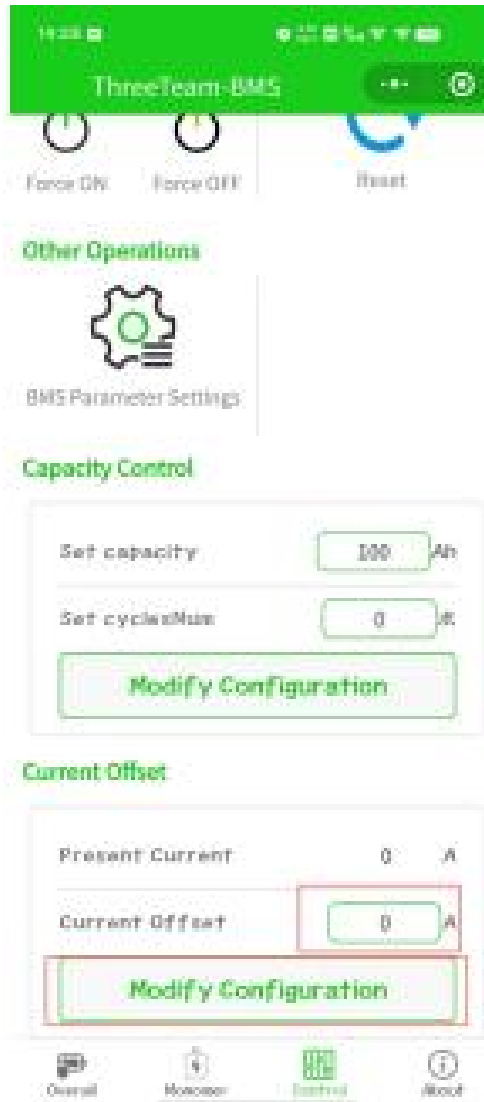 ThreeTeam-BMS
Force ON
Force OFF
Reset
Other Operations
BMS Parameter Settings
Capacity Control
Set capacity
100
Ah
Set cyclesNum
0
Modify Configuration
Current Offset
Present Current
0
A
Current Offset
0
A
Modify Configuration
Overall
Monomer
Control
About